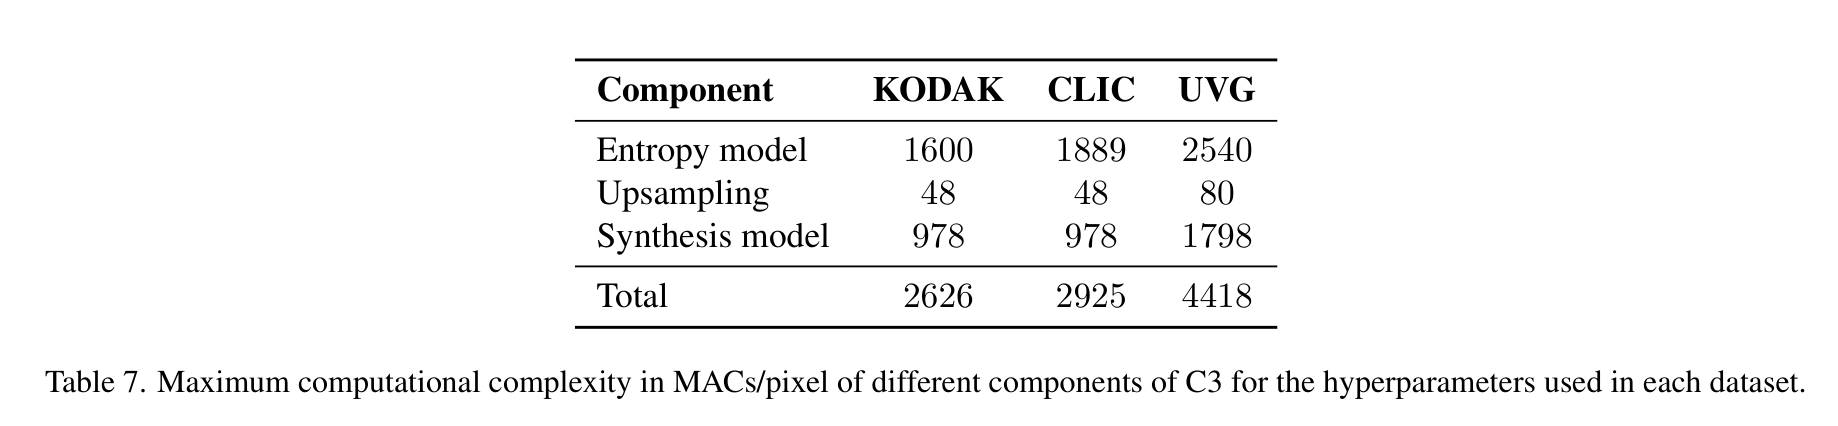 Component KODAK CLIC UVG
Entropy model 1600 1889 2540
Upsampling 48 48 80
Synthesis model 978 978 1798
Total 2626 2925 4418
Table 7. Maximum computational complexity in MACs/pixel of different components of C3 for the hyperparameters used in each dataset.